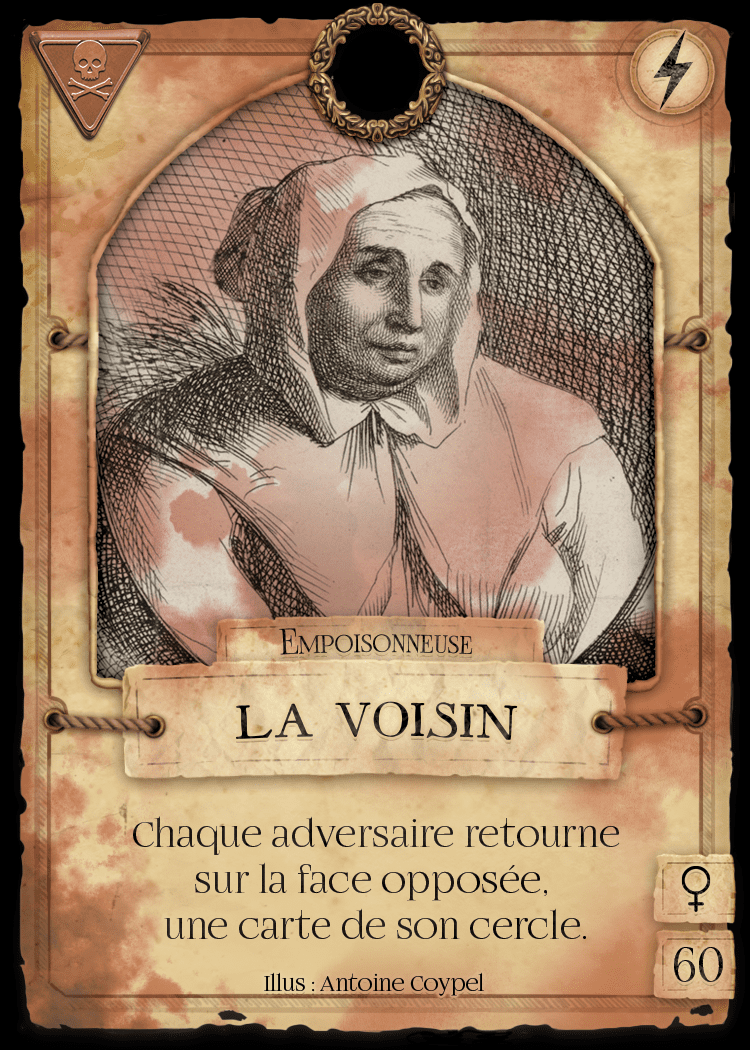 EMPOISONNEUSE
LA VOISIN
Chaque adversaire retourne
sur la face opposée,
une carte de son cercle.
♀
60
Illus : Antoine Coypel